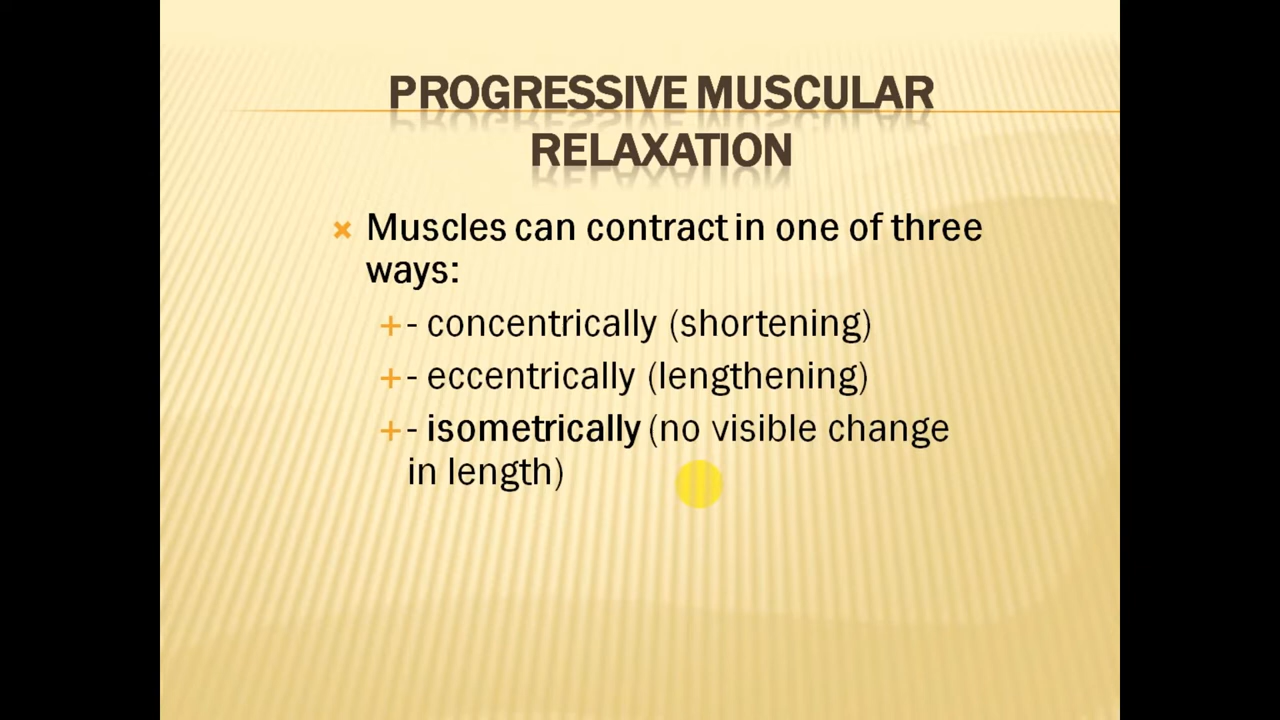 PROGRESSIVE MUSCULAR
RELAXATION
Muscles can contract in one of three
ways:
- concentrically (shortening)
- eccentrically (lengthening)
- isometrically (no visible change
in length)